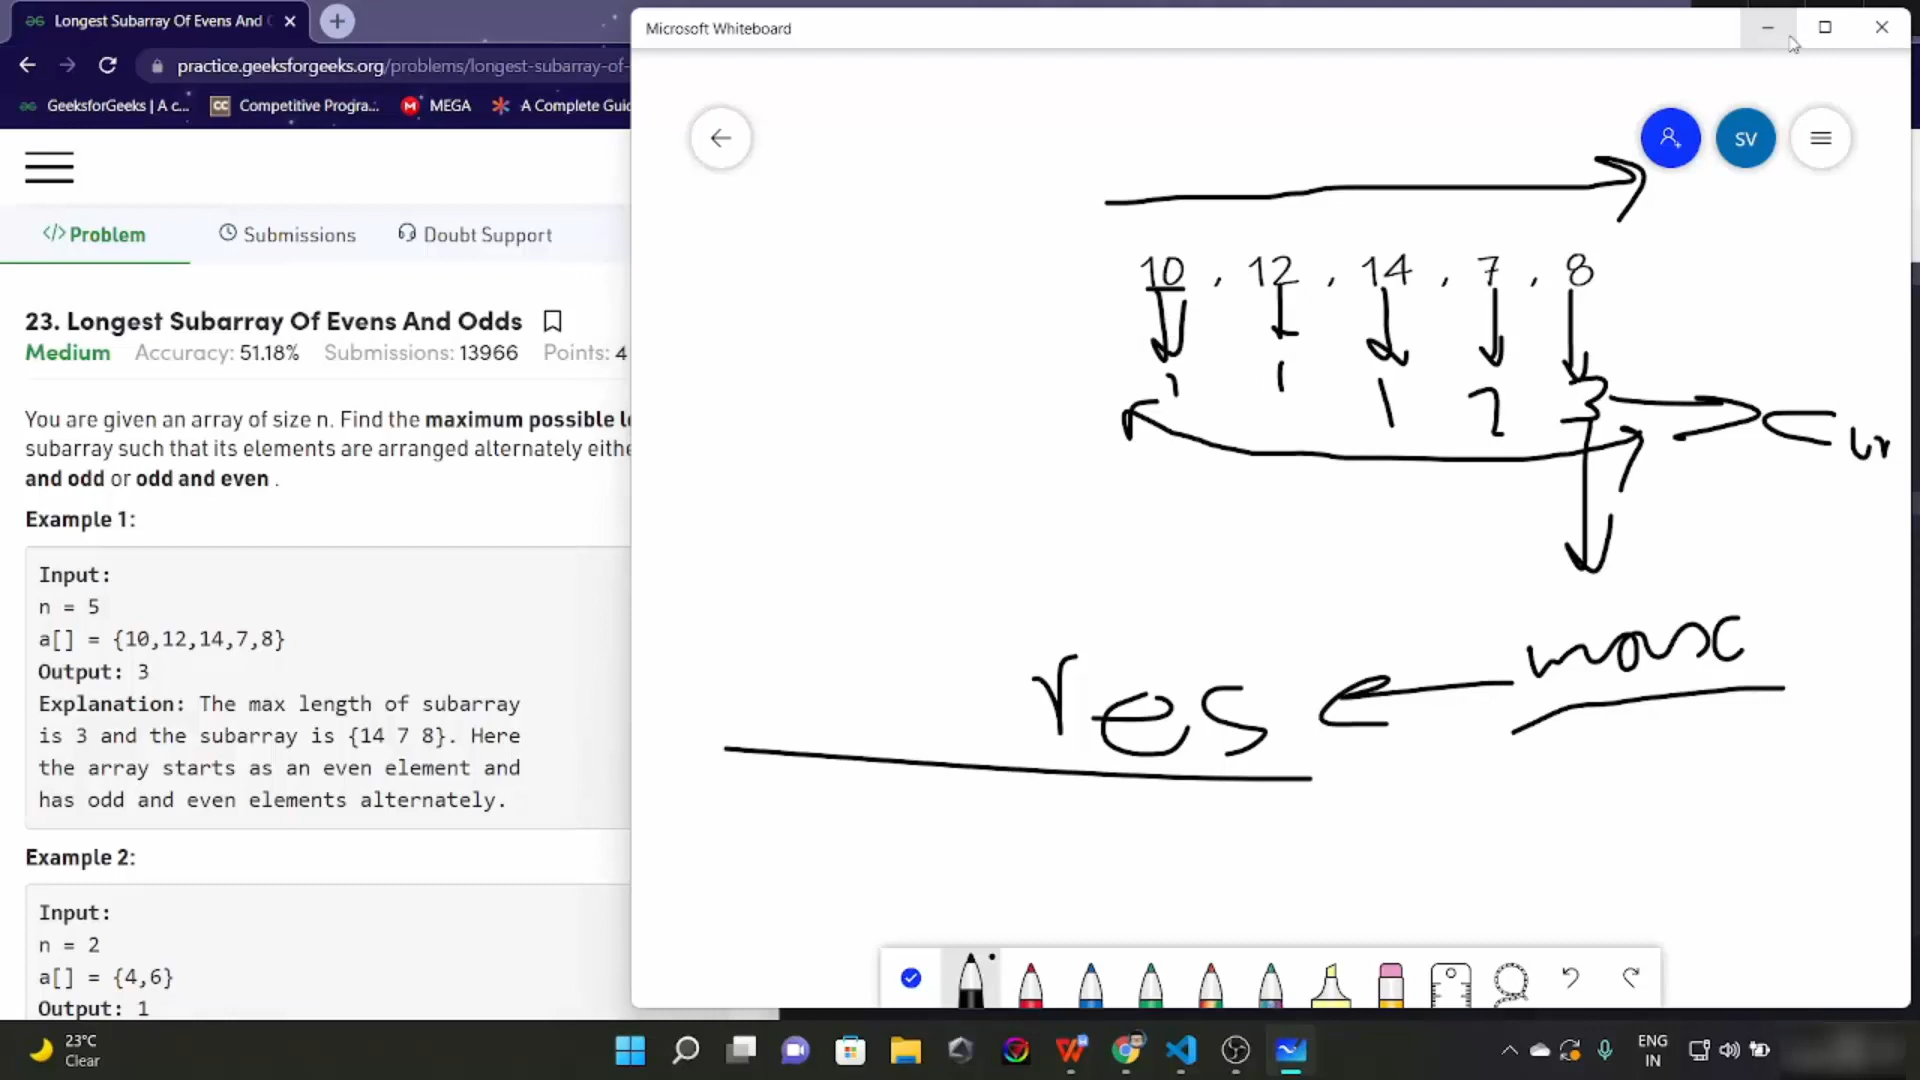 Longest Subarray Of Evens And
Microsoft Whiteboard
practice.geeksforgeeks.org/problems/longest-subarray-of-
GeeksforGeeks | A c... CC Competitive Progra... M MEGA A Complete Guid
SV
Problem Submissions Doubt Support
23. Longest Subarray Of Evens And Odds
Medium Accuracy: 51.18% Submissions: 13966 Points: 4
You are given an array of size n. Find the maximum possible le
subarray such that its elements are arranged alternately eithe
and odd or odd and even .
Example 1:
Input:
n = 5
a[] = {10,12,14,7,8}
Output: 3
Explanation: The max length of subarray
is 3 and the subarray is {14 7 8}. Here
the array starts as an even element and
has odd and even elements alternately.
Example 2:
Input:
n = 2
a[] = {4,6}
Output: 1
10 , 12 , 14 , 7 , 8
1 1 1 2 3
Cur
max
res
23°C
Clear
ENG
IN